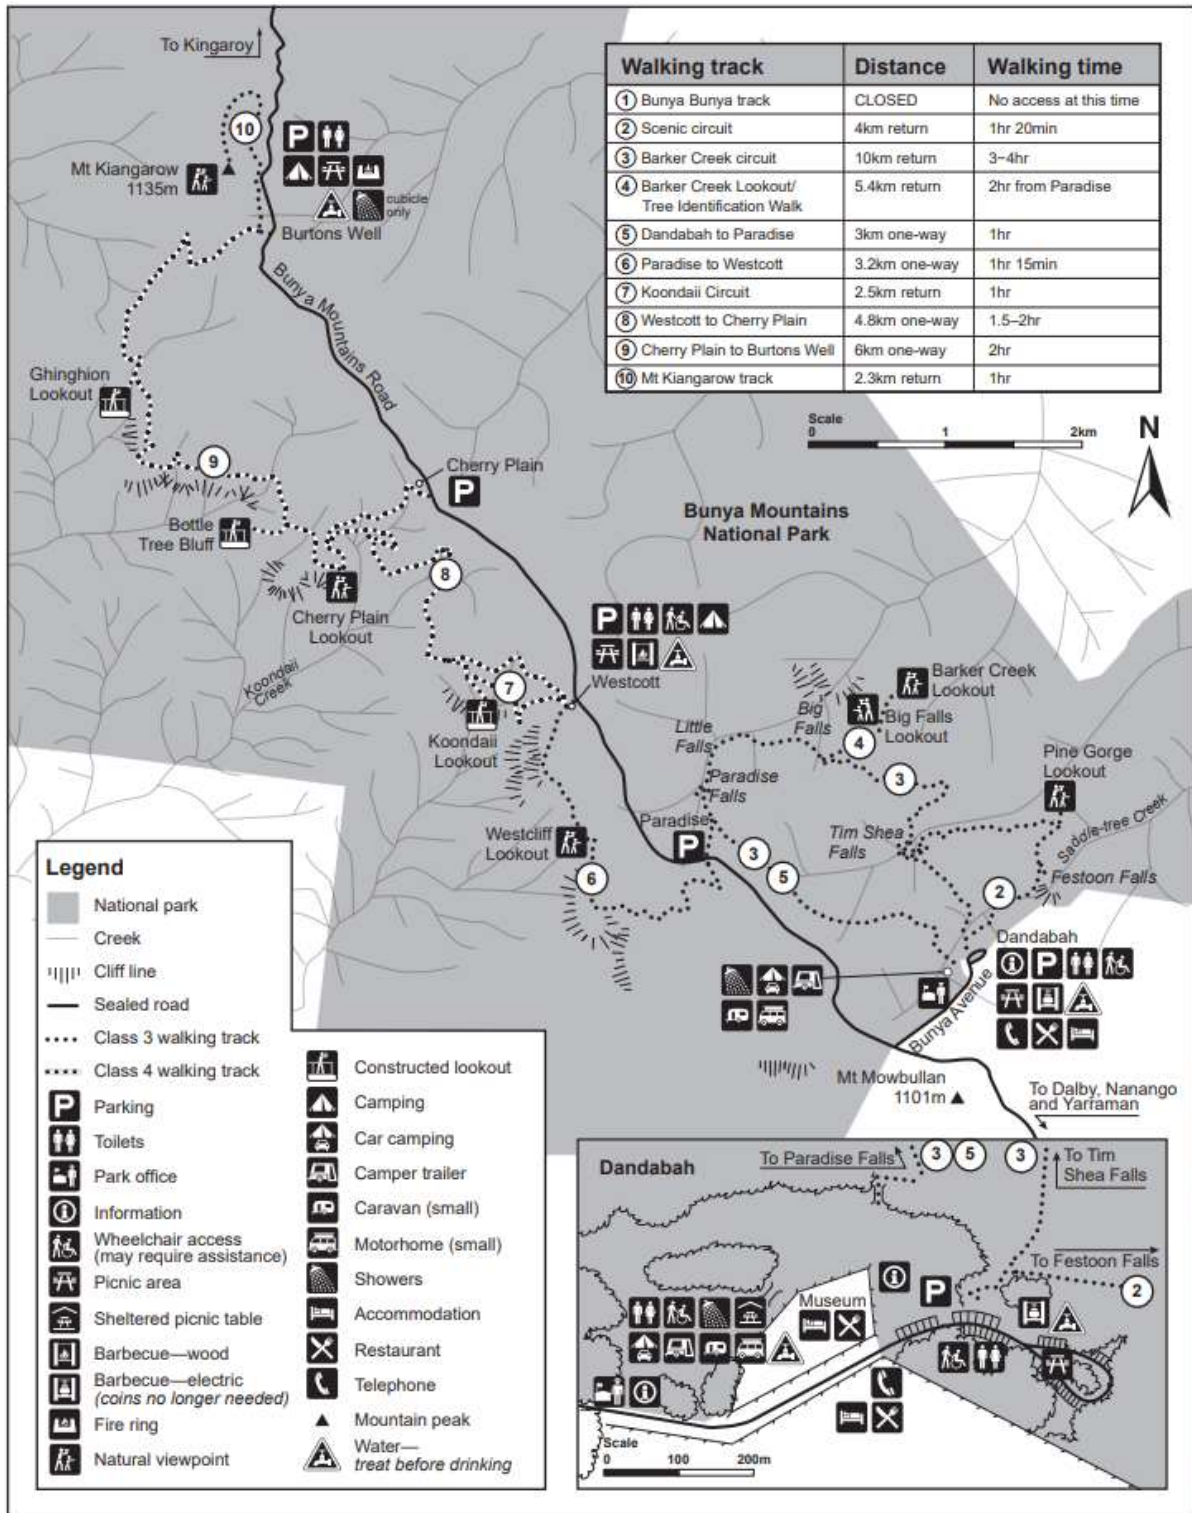 To Kingaroy
Walking track Distance Walking time
1 Bunya Bunya track CLOSED No access at this time
2 Scenic circuit 4km return 1hr 20min
3 Barker Creek circuit 10km return 3–4hr
4 Barker Creek Lookout/ 5.4km return 2hr from Paradise
Tree Identification Walk
5 Dandabah to Paradise 3km one-way 1hr
6 Paradise to Westcott 3.2km one-way 1hr 15min
7 Koondaii Circuit 2.5km return 1hr
8 Westcott to Cherry Plain 4.8km one-way 1.5–2hr
9 Cherry Plain to Burtons Well 6km one-way 2hr
10 Mt Kiangarow track 2.3km return 1hr
10
P
Mt Kiangarow
1135m
cubicle
only
Burtons Well
Bunya Mountains Road
Ghinghion
Lookout
Scale
0 1 2km
N
9
Cherry Plain
P
Bottle
Tree Bluff
Bunya Mountains
National Park
8
Cherry Plain
Lookout
P
Koondaii
Creek
Westcott
7
Koondaii
Lookout
Barker Creek
Lookout
Big
Falls
Big Falls
Lookout
4
Little
Falls
3
Pine Gorge
Lookout
Paradise
Falls
Paradise
P
Westcliff
Lookout
6
3
5
Tim Shea
Falls
Saddle-tree Creek
Festoon Falls
2
Dandabah
P
Bunya Avenue
Mt Mowbullan
1101m
To Dalby, Nanango
and Yarraman
Legend
National park
Creek
Cliff line
Sealed road
Class 3 walking track
Class 4 walking track
P Parking
Toilets
Park office
Information
Wheelchair access
(may require assistance)
Picnic area
Sheltered picnic table
Barbecue—wood
Barbecue—electric
(coins no longer needed)
Fire ring
Natural viewpoint
Constructed lookout
Camping
Car camping
Camper trailer
Caravan (small)
Motorhome (small)
Showers
Accommodation
Restaurant
Telephone
Mountain peak
Water—
treat before drinking
Dandabah
To Paradise Falls
3 5 3
To Tim
Shea Falls
To Festoon Falls
2
P
Museum
Scale
0 100 200m